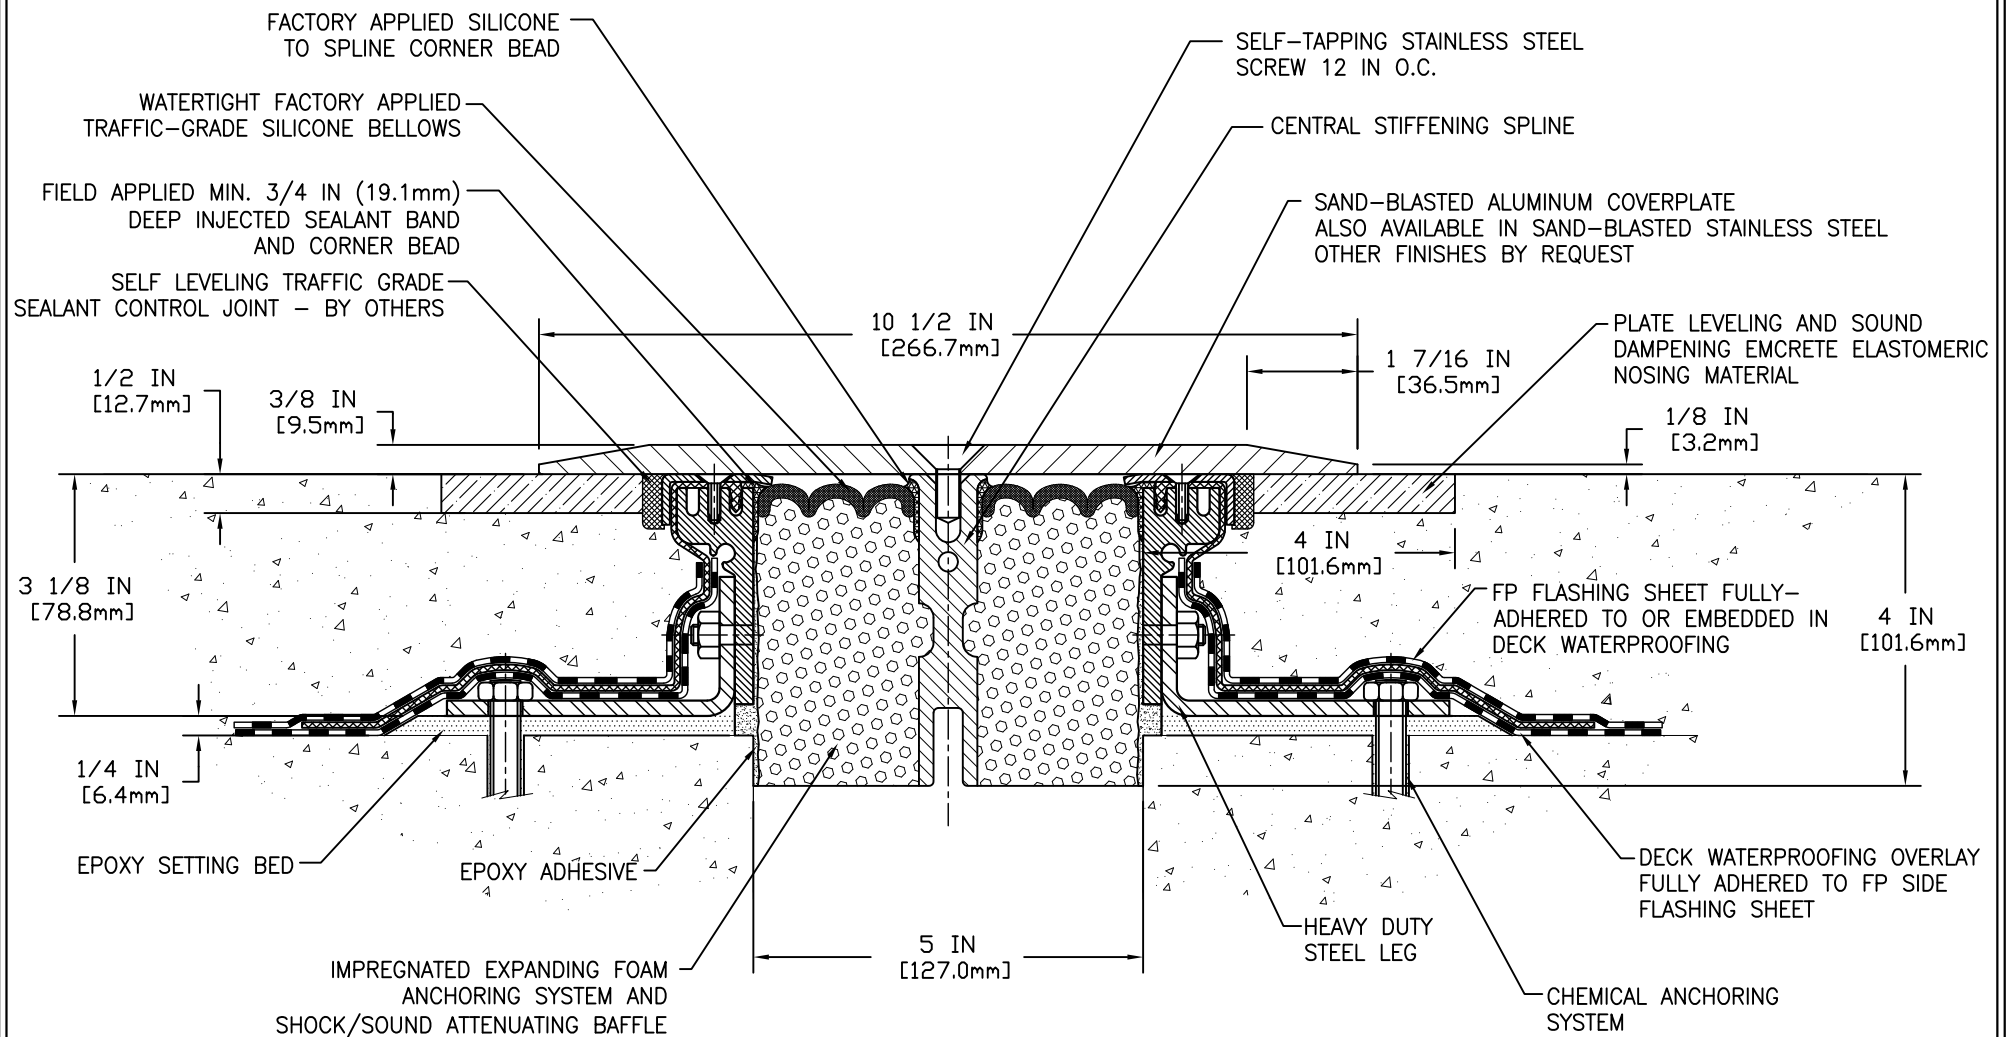 FACTORY APPLIED SILICONE
TO SPLINE CORNER BEAD
WATERTIGHT FACTORY APPLIED
TRAFFIC-GRADE SILICONE BELLOWS
FIELD APPLIED MIN. 3/4 IN (19.1mm)
DEEP INJECTED SEALANT BAND
AND CORNER BEAD
SELF LEVELING TRAFFIC GRADE
SEALANT CONTROL JOINT - BY OTHERS
SELF-TAPPING STAINLESS STEEL
SCREW 12 IN O.C.
CENTRAL STIFFENING SPLINE
SAND-BLASTED ALUMINUM COVERPLATE
ALSO AVAILABLE IN SAND-BLASTED STAINLESS STEEL
OTHER FINISHES BY REQUEST
PLATE LEVELING AND SOUND
DAMPENING EMCRETE ELASTOMERIC
NOSING MATERIAL
10 1/2 IN
[266.7mm]
1 7/16 IN
[36.5mm]
1/2 IN
[12.7mm]
3/8 IN
[9.5mm]
1/8 IN
[3.2mm]
4 IN
[101.6mm]
3 1/8 IN
[78.8mm]
FP FLASHING SHEET FULLY-
ADHERED TO OR EMBEDDED IN
DECK WATERPROOFING
4 IN
[101.6mm]
1/4 IN
[6.4mm]
EPOXY SETTING BED
EPOXY ADHESIVE
DECK WATERPROOFING OVERLAY
FULLY ADHERED TO FP SIDE
FLASHING SHEET
HEAVY DUTY
STEEL LEG
5 IN
[127.0mm]
IMPREGNATED EXPANDING FOAM
ANCHORING SYSTEM AND
SHOCK/SOUND ATTENUATING BAFFLE
CHEMICAL ANCHORING
SYSTEM